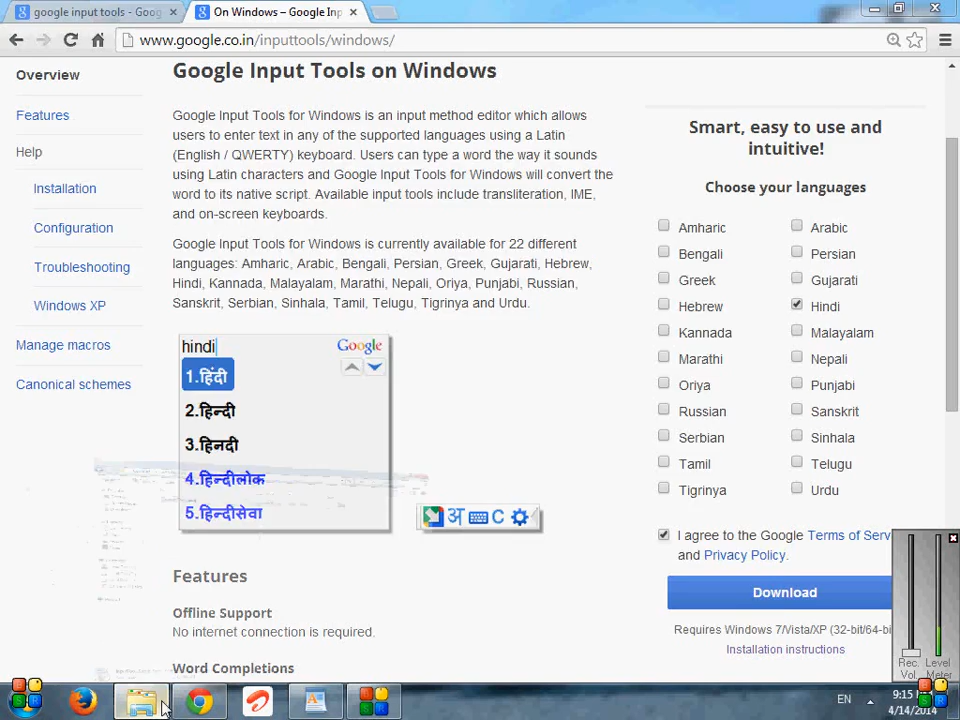 google input tools - Goog
On Windows – Google Inp
www.google.co.in/inputtools/windows/
Overview
Features
Help
Installation
Configuration
Troubleshooting
Windows XP
Manage macros
Canonical schemes
Google Input Tools on Windows
Google Input Tools for Windows is an input method editor which allows
users to enter text in any of the supported languages using a Latin
(English / QWERTY) keyboard. Users can type a word the way it sounds
using Latin characters and Google Input Tools for Windows will convert the
word to its native script. Available input tools include transliteration, IME,
and on-screen keyboards.
Google Input Tools for Windows is currently available for 22 different
languages: Amharic, Arabic, Bengali, Persian, Greek, Gujarati, Hebrew,
Hindi, Kannada, Malayalam, Marathi, Nepali, Oriya, Punjabi, Russian,
Sanskrit, Serbian, Sinhala, Tamil, Telugu, Tigrinya and Urdu.
hindi Google
1.हिंदी
2.हिन्दी
3.हिनदी
4.हिन्दीलोक
5.हिन्दीसेवा
अ C
Features
Offline Support
No internet connection is required.
Word Completions
Smart, easy to use and
intuitive!
Choose your languages
Amharic Arabic
Bengali Persian
Greek Gujarati
Hebrew Hindi
Kannada Malayalam
Marathi Nepali
Oriya Punjabi
Russian Sanskrit
Serbian Sinhala
Tamil Telugu
Tigrinya Urdu
I agree to the Google Terms of Serv
and Privacy Policy.
Download
Requires Windows 7/Vista/XP (32-bit/64-bi
Installation instructions
Rec. Level
Vol Meter
EN
9:15
4/14/2014